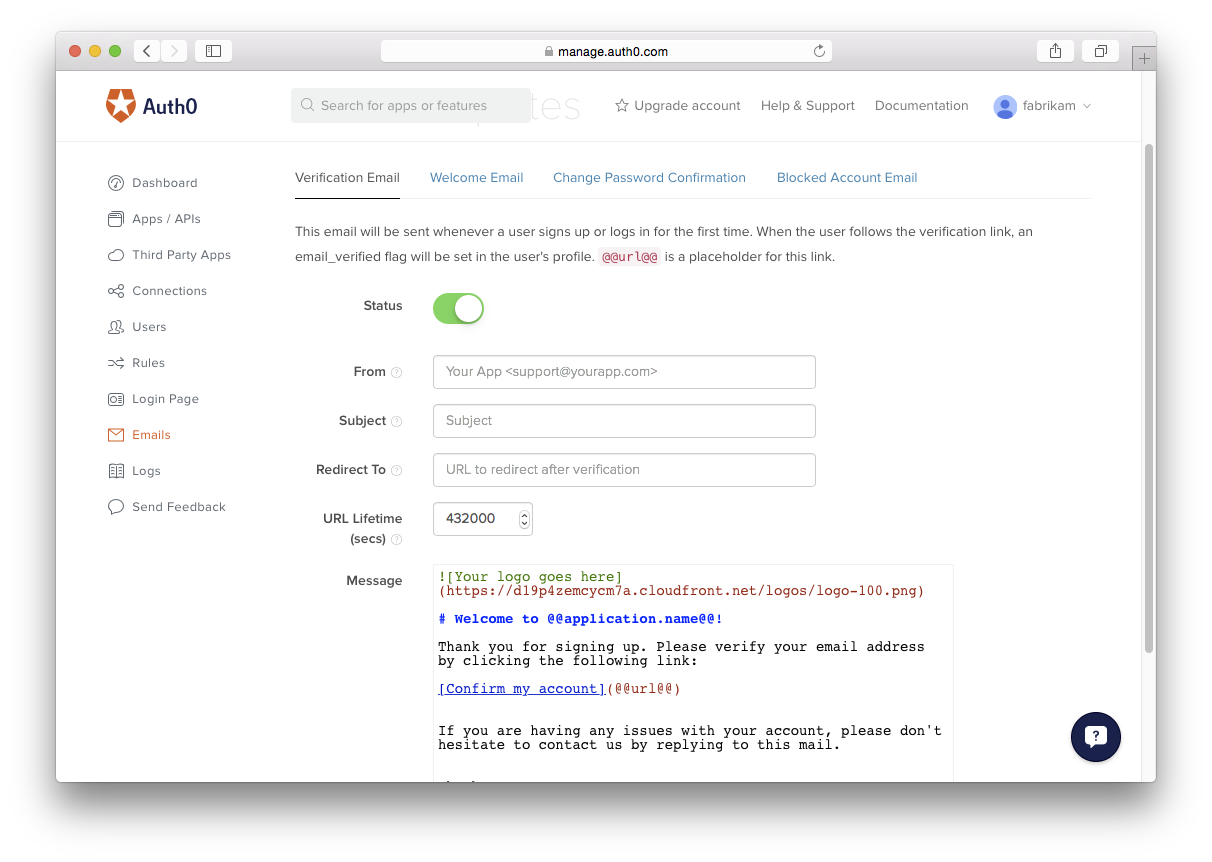 manage.auth0.com
Auth0
Search for apps or features
tes
Upgrade account
Help & Support
Documentation
fabrikam
Dashboard
Apps / APIs
Third Party Apps
Connections
Users
Rules
Login Page
Emails
Logs
Send Feedback
Verification Email
Welcome Email
Change Password Confirmation
Blocked Account Email
This email will be sent whenever a user signs up or logs in for the first time. When the user follows the verification link, an
email_verified flag will be set in the user's profile. @@url@@ is a placeholder for this link.
Status
From
Your App <support@yourapp.com>
Subject
Subject
Redirect To
URL to redirect after verification
URL Lifetime
(secs)
432000
Message
![Your logo goes here]
(https://d19p4zemcycm7a.cloudfront.net/logos/logo-100.png)
# Welcome to @@application.name@@!
Thank you for signing up. Please verify your email address
by clicking the following link:
[Confirm my account](@@url@@)
If you are having any issues with your account, please don't
hesitate to contact us by replying to this mail.